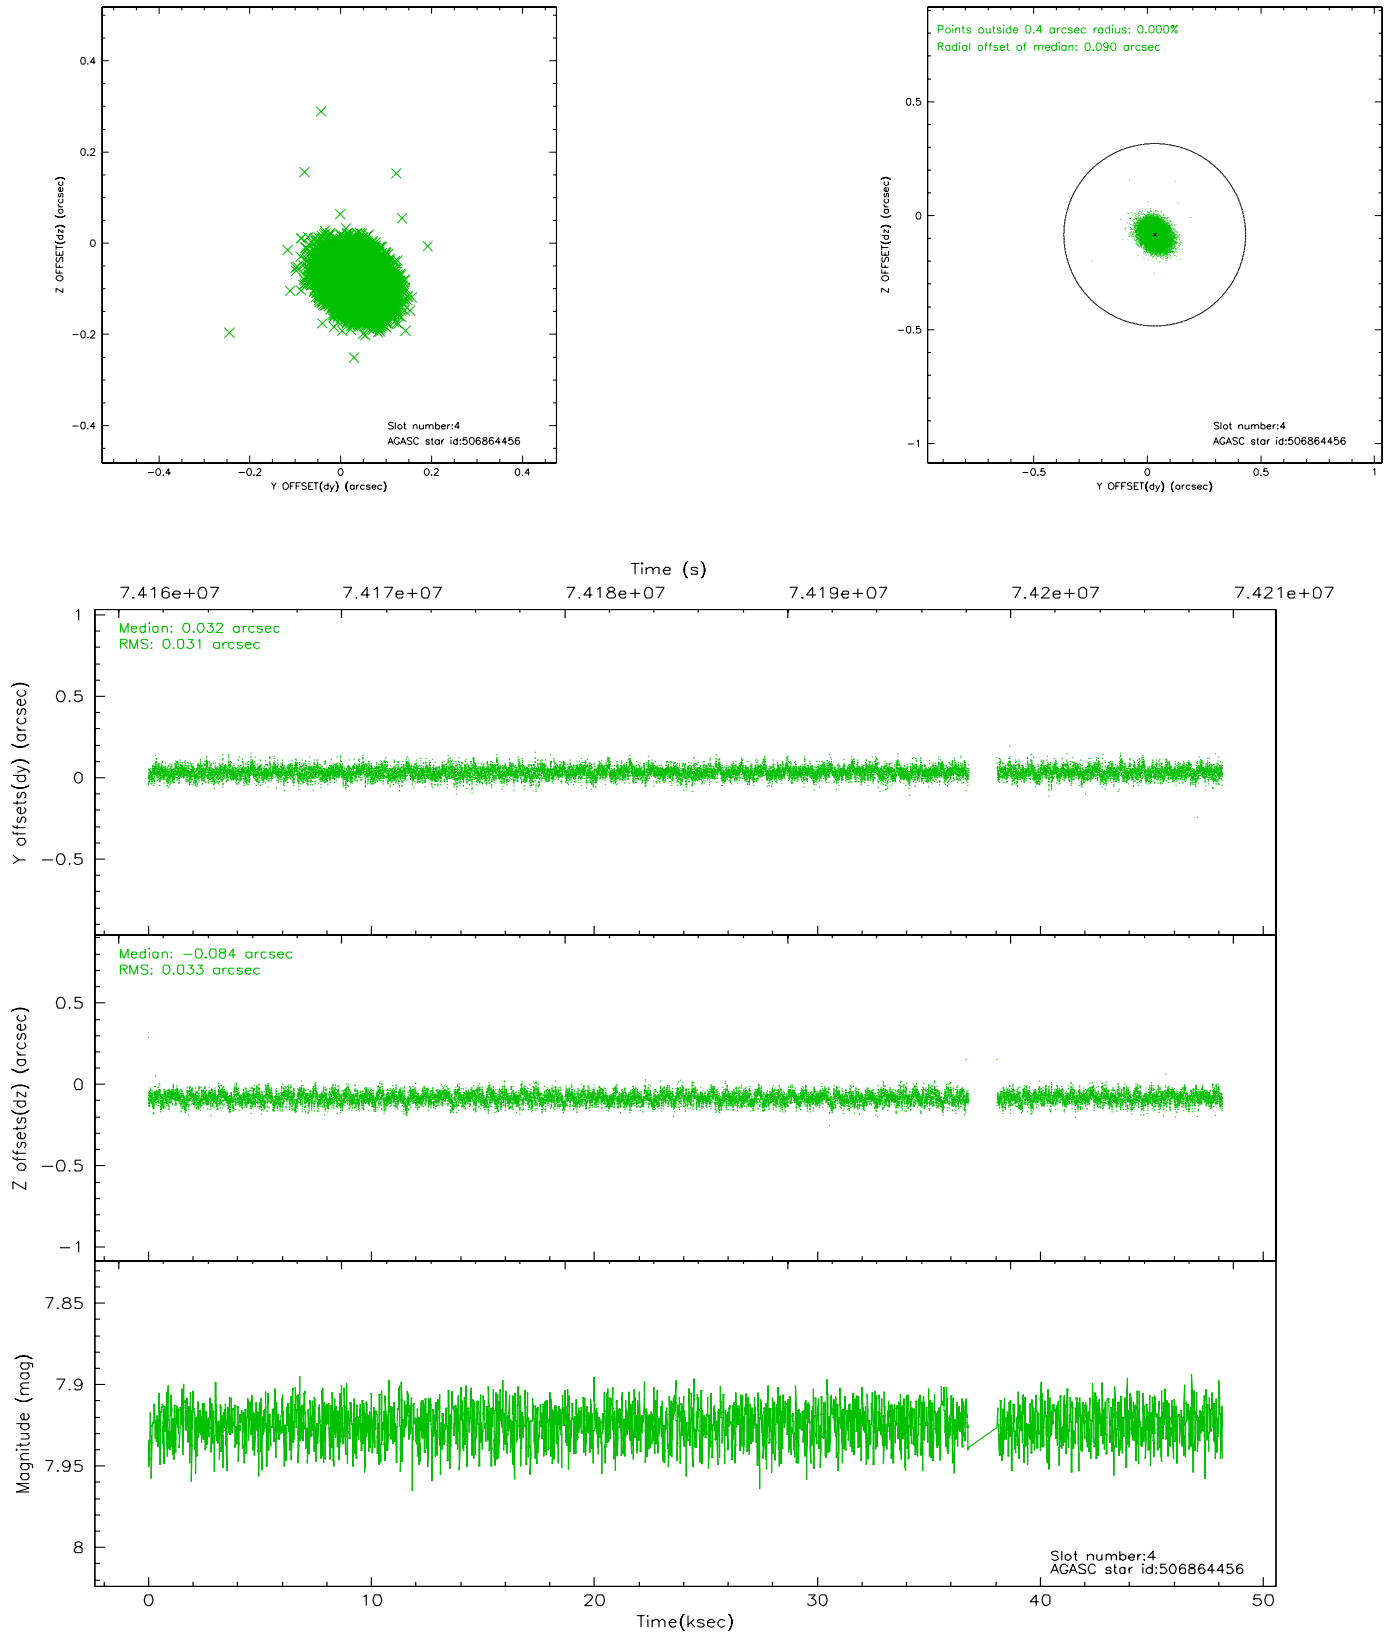 0.4
0.2
0
−0.2
−0.4
Z OFFSET(dz) (arcsec)
Slot number:4
AGASC star id:506864456
−0.4 −0.2 0 0.2 0.4
Y OFFSET(dy) (arcsec)
Points outside 0.4 arcsec radius: 0.000%
Radial offset of median: 0.090 arcsec
0.5
0
−0.5
−1
Z OFFSET(dz) (arcsec)
Slot number:4
AGASC star id:506864456
−0.5 0 0.5 1
Y OFFSET(dy) (arcsec)
Time (s)
7.416e+07 7.417e+07 7.418e+07 7.419e+07 7.42e+07 7.421e+07
Median: 0.032 arcsec
RMS: 0.031 arcsec
1
0.5
0
−0.5
Y offsets(dy) (arcsec)
Median: −0.084 arcsec
RMS: 0.033 arcsec
0.5
0
−0.5
−1
Z offsets(dz) (arcsec)
7.85
7.9
7.95
8
Magnitude (mag)
Slot number:4
AGASC star id:506864456
0 10 20 30 40 50
Time(ksec)